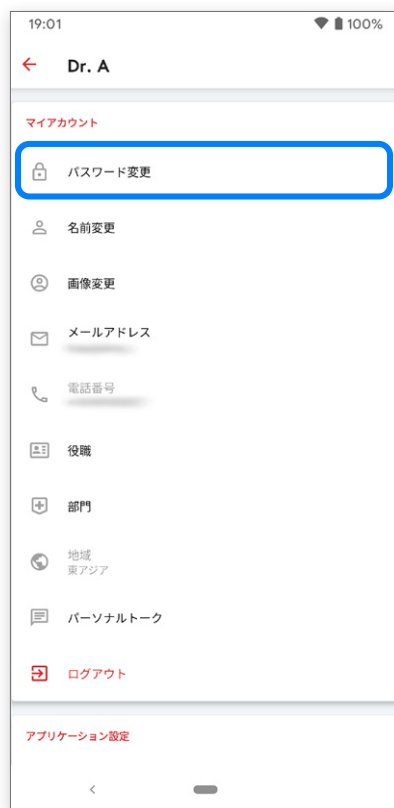 19:01 100%
Dr. A
マイアカウント
パスワード変更
名前変更
画像変更
メールアドレス
電話番号
役職
部門
地域
東アジア
パーソナルトーク
ログアウト
アプリケーション設定